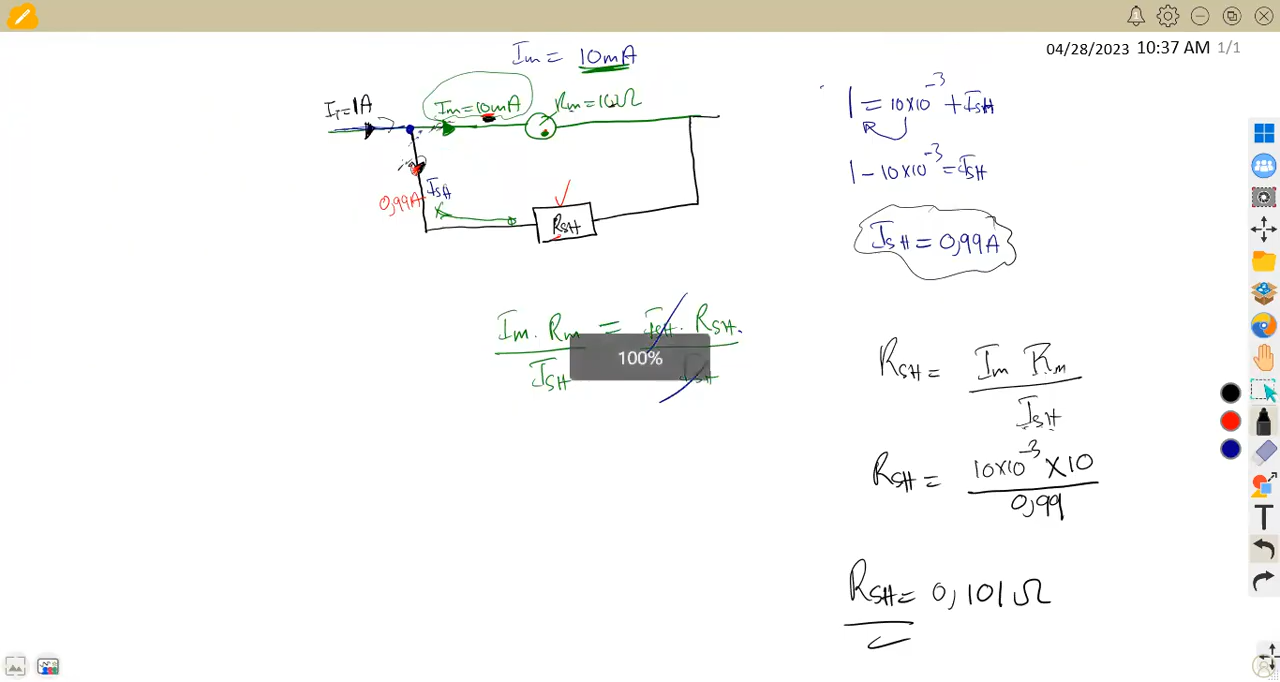 04/28/2023 10:37 AM 1/1
Im = 10mA
IT=1A
Im=10mA
Rm=10Ω
0,99A
ISH
RSH
1 = 10x10⁻³ + ISH
1 - 10x10⁻³ = ISH
ISH = 0,99A
Im. Rm = ISH. RSH.
ISH ISH
100%
RSH = Im Rm
ISH
RSH = 10x10⁻³ X 10
0,99
RSH = 0,101Ω
T